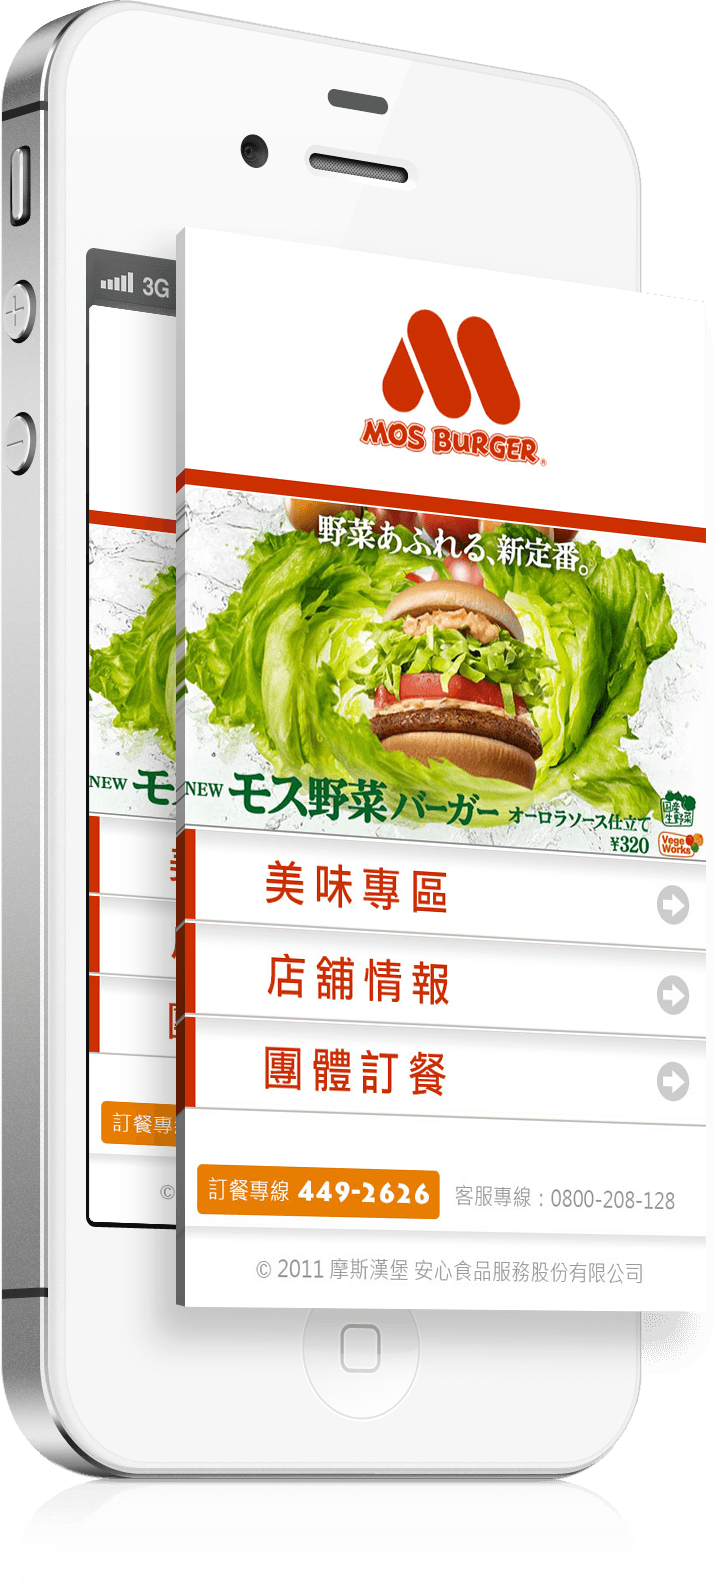 3G
MOS BURGER
野菜あふれる、新定番。
NEW モス
NEW モス野菜バーガー オーロラソース仕立て
¥320
国産
生野菜
Vege
Works
美味專區
店舖情報
團體訂餐
訂餐專
訂餐專線 449-2626
客服專線：0800-208-128
©
© 2011 摩斯漢堡 安心食品服務股份有限公司